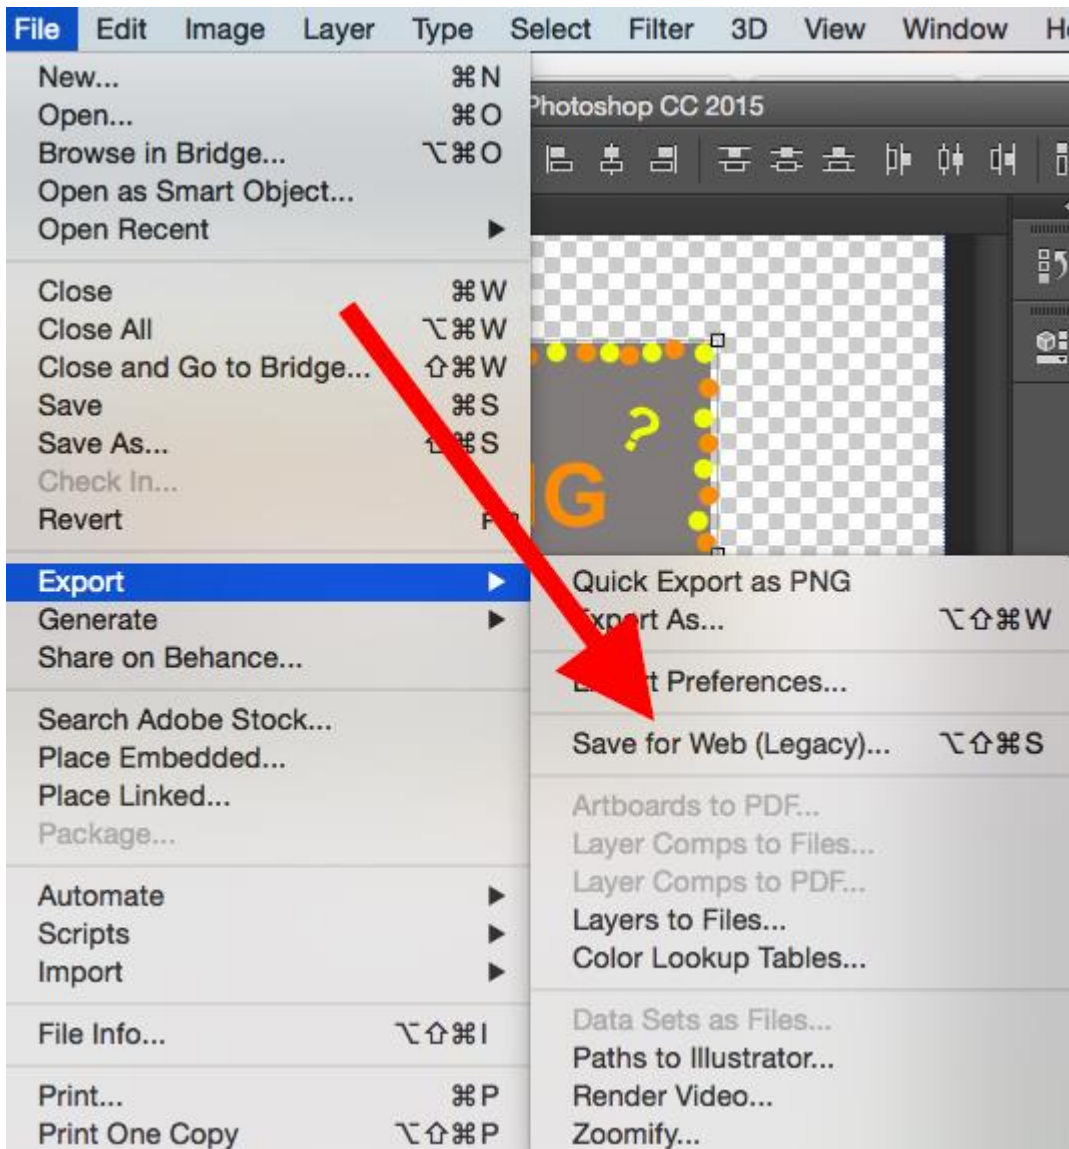 File Edit Image Layer Type Select Filter 3D View Window
New... ⌘N
Open... ⌘O
Browse in Bridge... ⌥⌘O
Open as Smart Object...
Open Recent ▶
Photoshop CC 2015
Close ⌘W
Close All ⌥⌘W
Close and Go to Bridge... ⇧⌘W
Save ⌘S
Save As... ⇧⌘S
Check In...
Revert
?
NG
Export ▶
Generate ▶
Share on Behance...
Search Adobe Stock...
Place Embedded...
Place Linked...
Package...
Automate ▶
Scripts ▶
Import ▶
File Info... ⌥⇧⌘I
Print... ⌘P
Print One Copy ⌥⇧⌘P
Quick Export as PNG
Export As... ⌥⇧⌘W
Export Preferences...
Save for Web (Legacy)... ⌥⇧⌘S
Artboards to PDF...
Layer Comps to Files...
Layer Comps to PDF...
Layers to Files...
Color Lookup Tables...
Data Sets as Files...
Paths to Illustrator...
Render Video...
Zoomify...